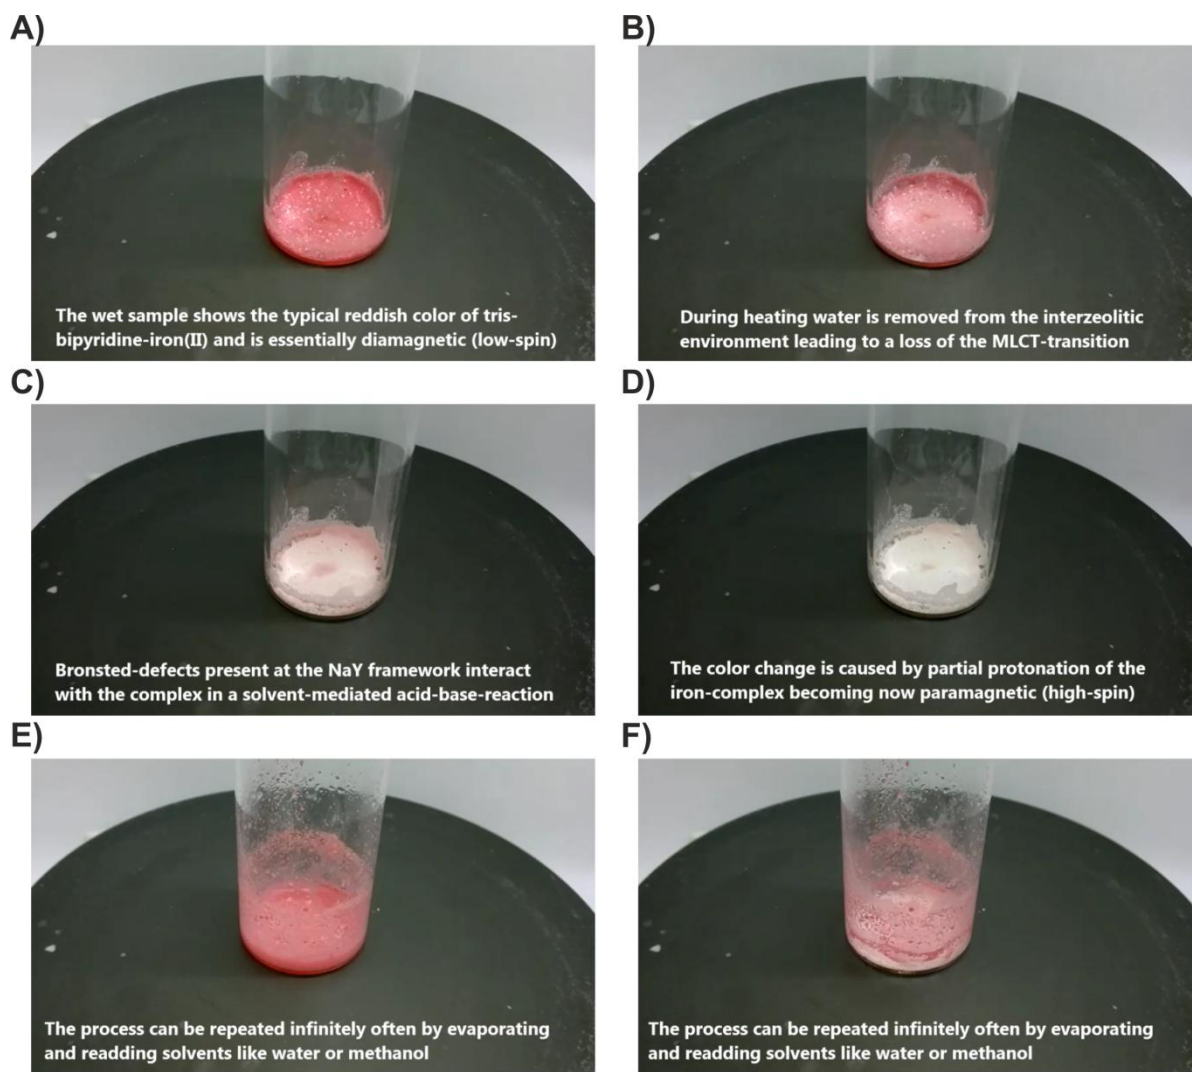 A)
The wet sample shows the typical reddish color of tris-
bipyridine-iron(II) and is essentially diamagnetic (low-spin)
B)
During heating water is removed from the interzeolitic
environment leading to a loss of the MLCT-transition
C)
Bronsted-defects present at the NaY framework interact
with the complex in a solvent-mediated acid-base-reaction
D)
The color change is caused by partial protonation of the
iron-complex becoming now paramagnetic (high-spin)
E)
The process can be repeated infinitely often by evaporating
and readding solvents like water or methanol
F)
The process can be repeated infinitely often by evaporating
and readding solvents like water or methanol